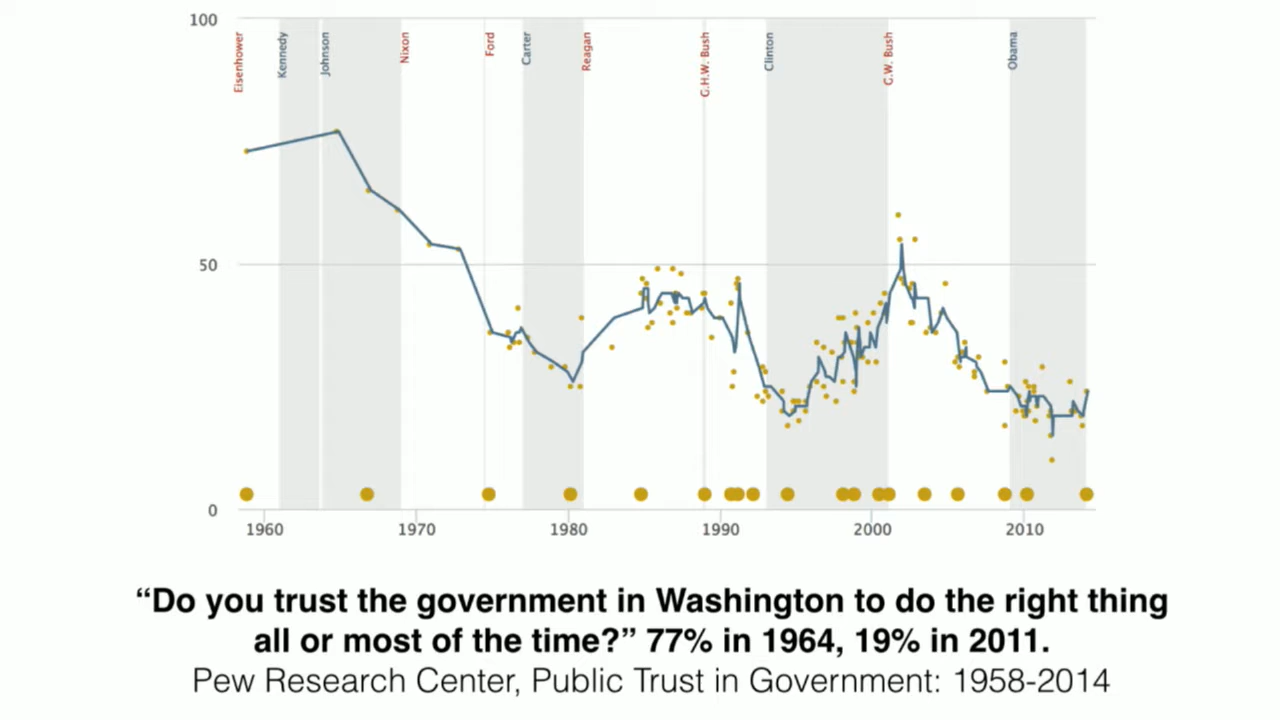 100
Eisenhower
Kennedy
Johnson
Nixon
Ford
Carter
Reagan
G.H.W. Bush
Clinton
G.W. Bush
Obama
50
0
1960 1970 1980 1990 2000 2010
“Do you trust the government in Washington to do the right thing
all or most of the time?” 77% in 1964, 19% in 2011.
Pew Research Center, Public Trust in Government: 1958-2014